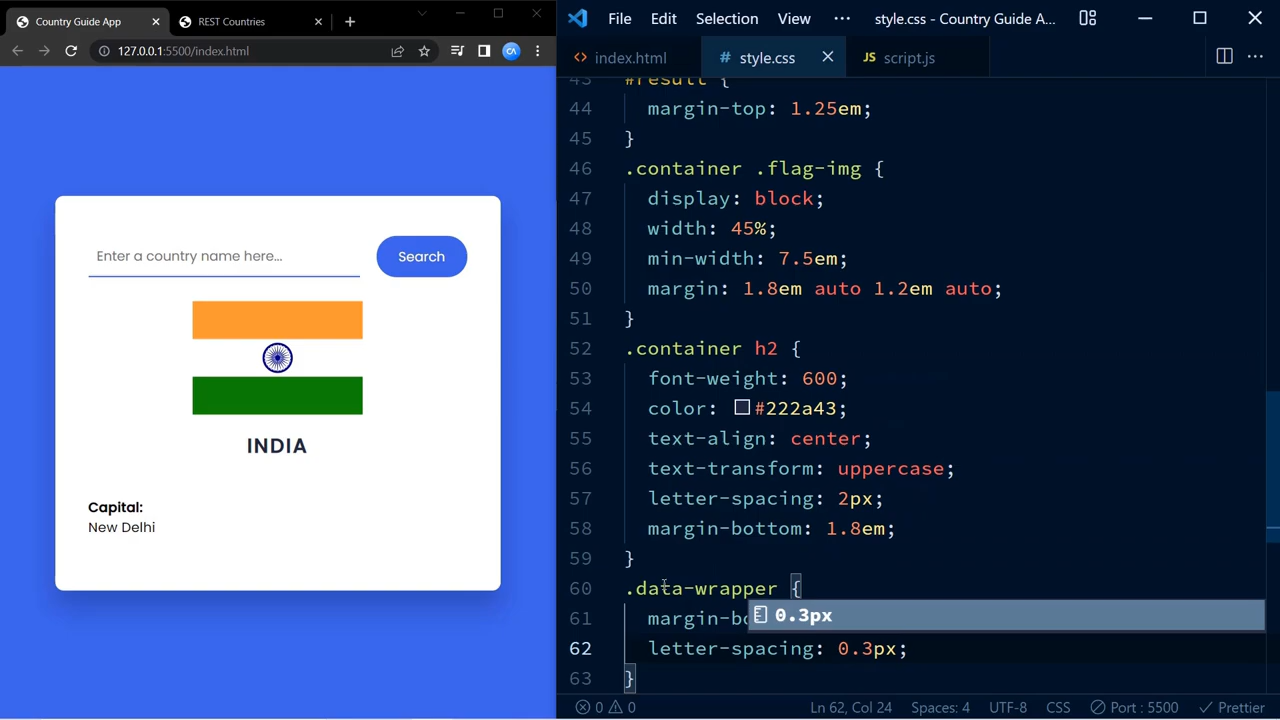 Country Guide App
REST Countries
127.0.0.1:5500/index.html
Enter a country name here...
Search
INDIA
Capital:
New Delhi
File Edit Selection View ··· style.css - Country Guide A...
index.html
style.css
JS script.js
43 #result {
44 margin-top: 1.25em;
45 }
46 .container .flag-img {
47 display: block;
48 width: 45%;
49 min-width: 7.5em;
50 margin: 1.8em auto 1.2em auto;
51 }
52 .container h2 {
53 font-weight: 600;
54 color: #222a43;
55 text-align: center;
56 text-transform: uppercase;
57 letter-spacing: 2px;
58 margin-bottom: 1.8em;
59 }
60 .data-wrapper {
61 margin-bo
0.3px
62 letter-spacing: 0.3px;
63 }
0 0 Ln 62, Col 24 Spaces: 4 UTF-8 CSS Port : 5500 Prettier